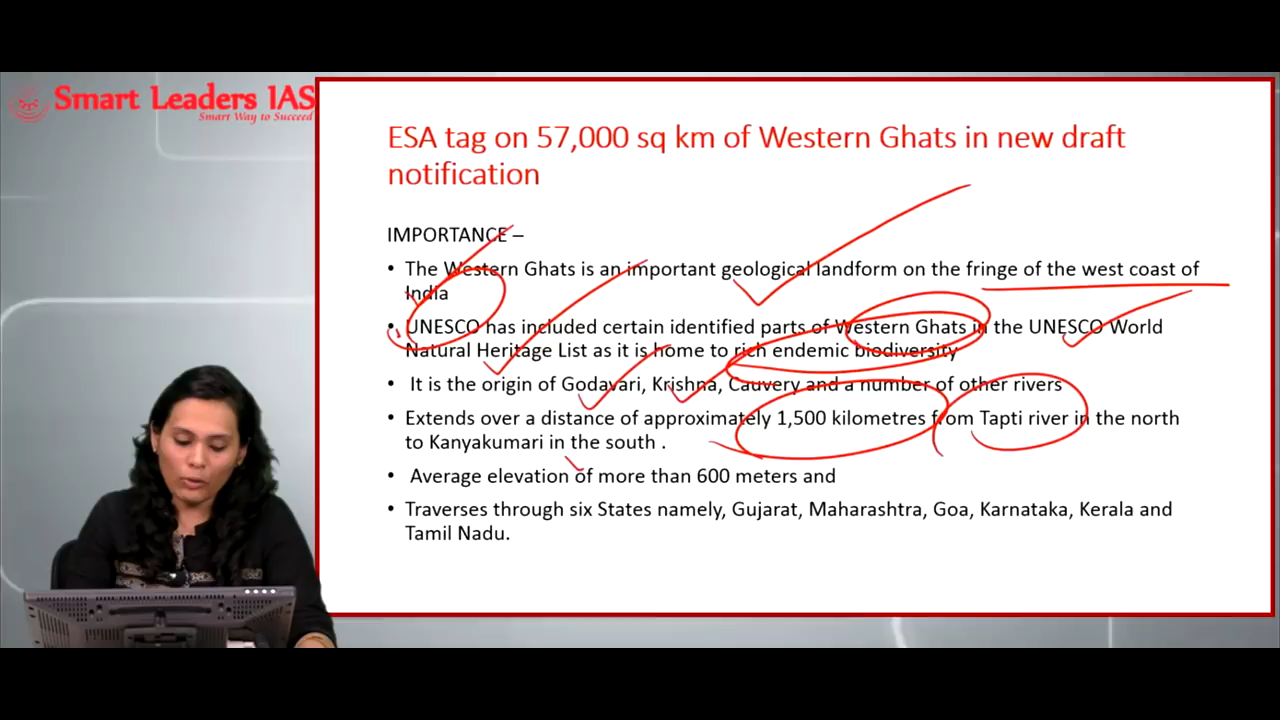 Smart Leaders IAS
Smart Way to Succeed
ESA tag on 57,000 sq km of Western Ghats in new draft
notification
IMPORTANCE –
• The Western Ghats is an important geological landform on the fringe of the west coast of
India
• UNESCO has included certain identified parts of Western Ghats in the UNESCO World
Natural Heritage List as it is home to rich endemic biodiversity
• It is the origin of Godavari, Krishna, Cauvery and a number of other rivers
• Extends over a distance of approximately 1,500 kilometres from Tapti river in the north
to Kanyakumari in the south .
• Average elevation of more than 600 meters and
• Traverses through six States namely, Gujarat, Maharashtra, Goa, Karnataka, Kerala and
Tamil Nadu.